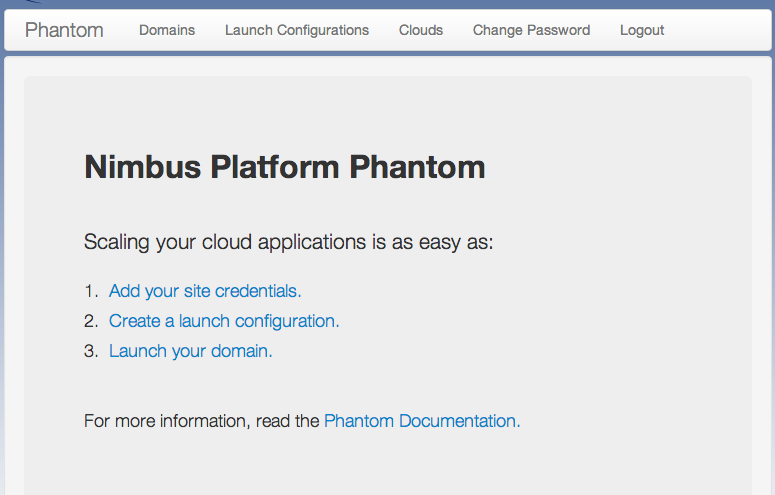 Phantom Domains Launch Configurations Clouds Change Password Logout
Nimbus Platform Phantom
Scaling your cloud applications is as easy as:
1. Add your site credentials.
2. Create a launch configuration.
3. Launch your domain.
For more information, read the Phantom Documentation.